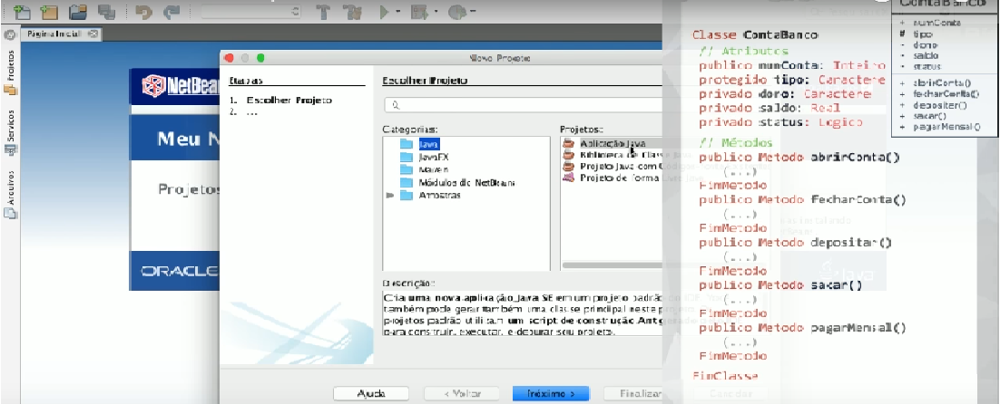 Página Inicial
Projetos
Serviços
Arquivos
NetBea
Meu N
Projetos
ORACLE
Novo Projeto
Etapas
1. Escolher Projeto
2. ...
Escolher Projeto
Categorias:
Java
JavaFX
Maven
Módulos do NetBeans
Amostras
Projetos:
Aplicação Java
Biblioteca de Classe Java
Projeto Java com Códigos
Projeto de Forma Livre Java
Descrição:
Cria uma nova aplicação Java SE em um projeto padrão
também pode gerar também uma classe principal neste
projetos padrão utilizam um script de construção Ant
para construir, executar, e depurar seu projeto.
Ajuda
< Voltar
Próximo >
Finalizar
Cancelar
Classe ContaBanco
// Atributos
publico numConta: Inteiro
protegido tipo: Caractere
privado dono: Caractere
privado saldo: Real
privado status: Logico
// Métodos
publico Metodo abrirConta()
(...)
FimMetodo
publico Metodo FecharConta()
(...)
FimMetodo
publico Metodo depositar()
(...)
FimMetodo
publico Metodo sacar()
(...)
FimMetodo
publico Metodo pagarMensal()
(...)
FimMetodo
FimClasse
ContaBanco
+ numConta
# tipo
- dono
- saldo
- status
+ abrirConta()
+ fecharConta()
+ depositar()
+ sacar()
+ pagarMensal()
Java